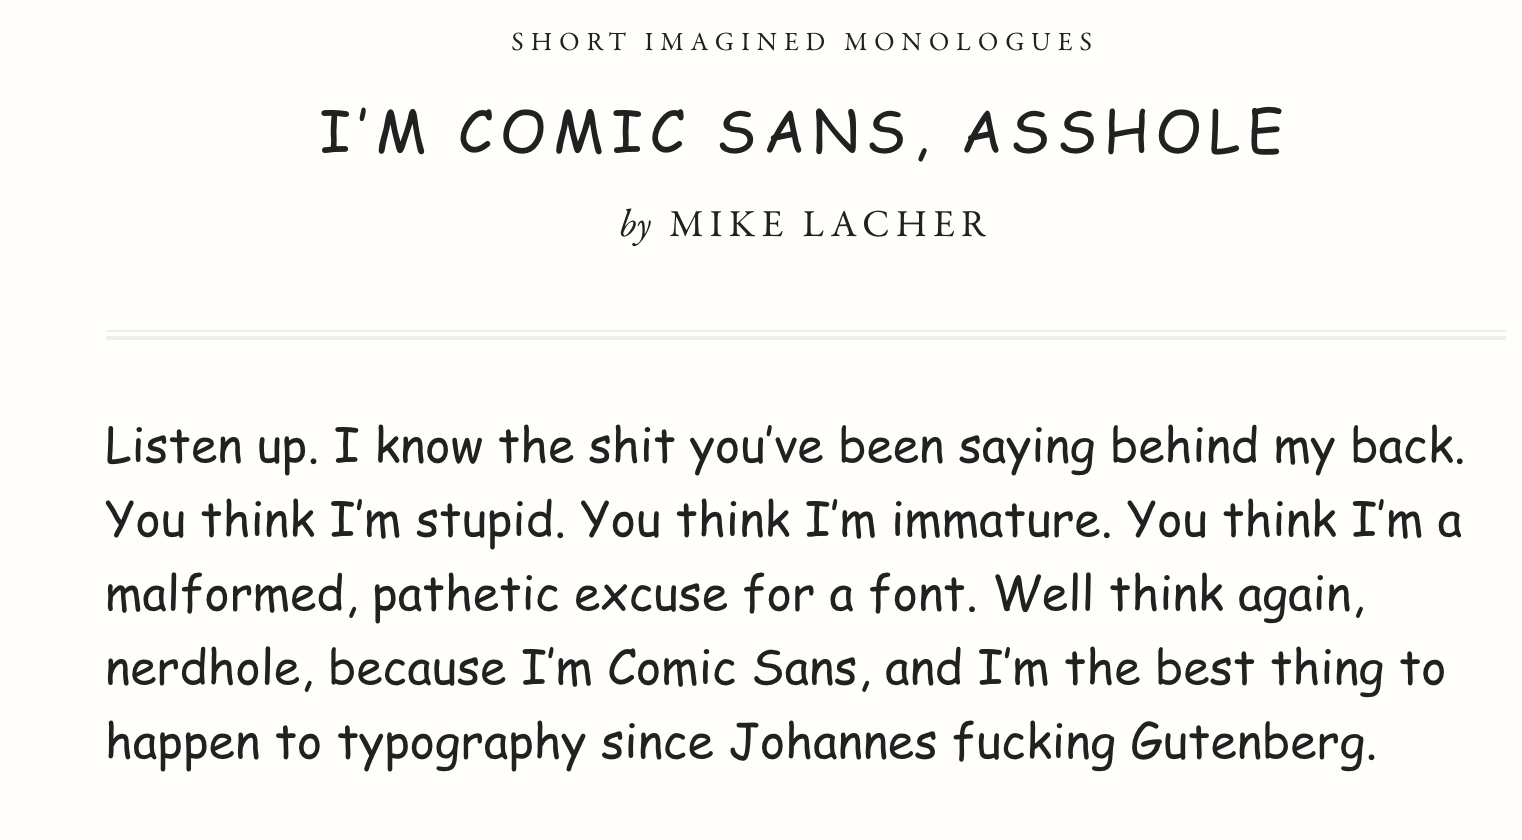 SHORT IMAGINED MONOLOGUES
I’M COMIC SANS, ASSHOLE
by MIKE LACHER
Listen up. I know the shit you’ve been saying behind my back.
You think I’m stupid. You think I’m immature. You think I’m a
malformed, pathetic excuse for a font. Well think again,
nerdhole, because I’m Comic Sans, and I’m the best thing to
happen to typography since Johannes fucking Gutenberg.